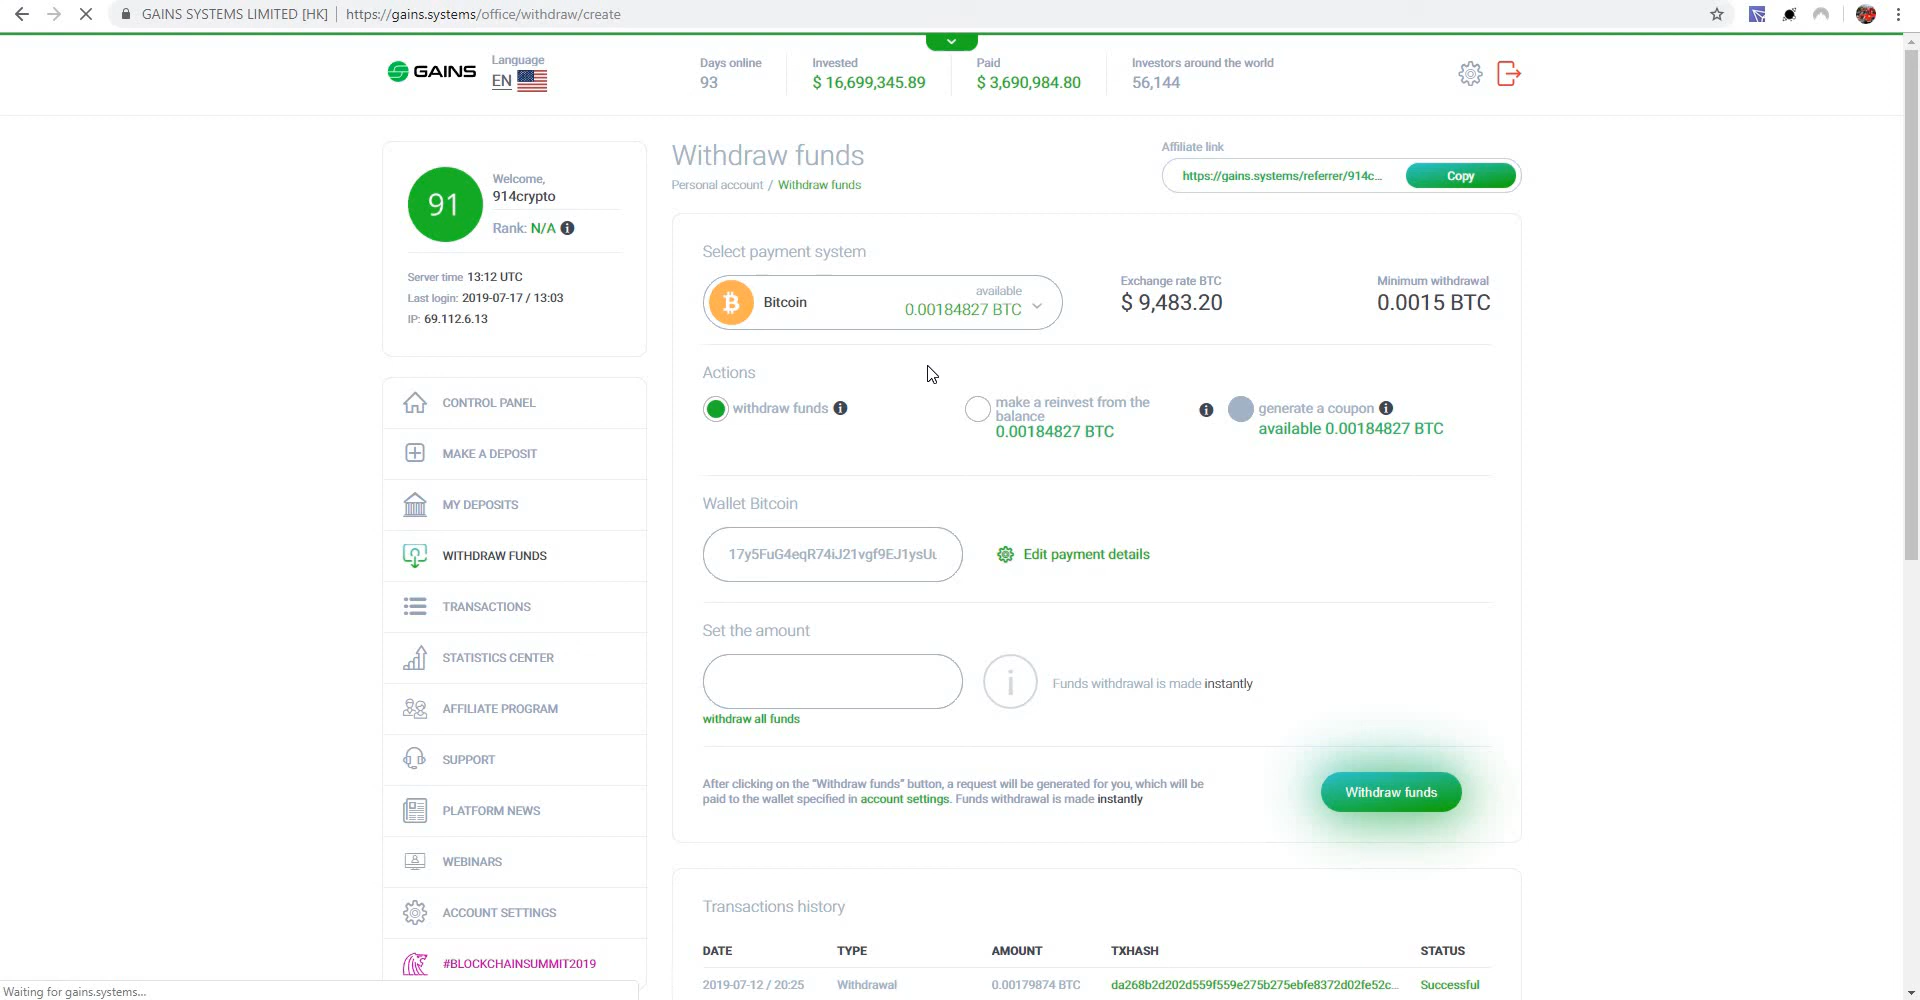 GAINS SYSTEMS LIMITED [HK] https://gains.systems/office/withdraw/create
GAINS
Language
EN
Days online
93
Invested
$ 16,699,345.89
Paid
$ 3,690,984.80
Investors around the world
56,144
91
Welcome,
914crypto
Rank: N/A
Server time 13:12 UTC
Last login: 2019-07-17 / 13:03
IP: 69.112.6.13
CONTROL PANEL
MAKE A DEPOSIT
MY DEPOSITS
WITHDRAW FUNDS
TRANSACTIONS
STATISTICS CENTER
AFFILIATE PROGRAM
SUPPORT
PLATFORM NEWS
WEBINARS
ACCOUNT SETTINGS
#BLOCKCHAINSUMMIT2019
Withdraw funds
Personal account / Withdraw funds
Affiliate link
https://gains.systems/referrer/914c...
Copy
Select payment system
Bitcoin
available
0.00184827 BTC
Exchange rate BTC
$ 9,483.20
Minimum withdrawal
0.0015 BTC
Actions
withdraw funds
make a reinvest from the
balance
0.00184827 BTC
generate a coupon
available 0.00184827 BTC
Wallet Bitcoin
17y5FuG4eqR74iJ21vgf9EJ1ysU
Edit payment details
Set the amount
Funds withdrawal is made instantly
withdraw all funds
After clicking on the "Withdraw funds" button, a request will be generated for you, which will be
paid to the wallet specified in account settings. Funds withdrawal is made instantly
Withdraw funds
Transactions history
DATE TYPE AMOUNT TXHASH STATUS
2019-07-12 / 20:25 Withdrawal 0.00179874 BTC da268b2d202d559f559e275b275ebfe8372d02fe52c... Successful
Waiting for gains.systems...